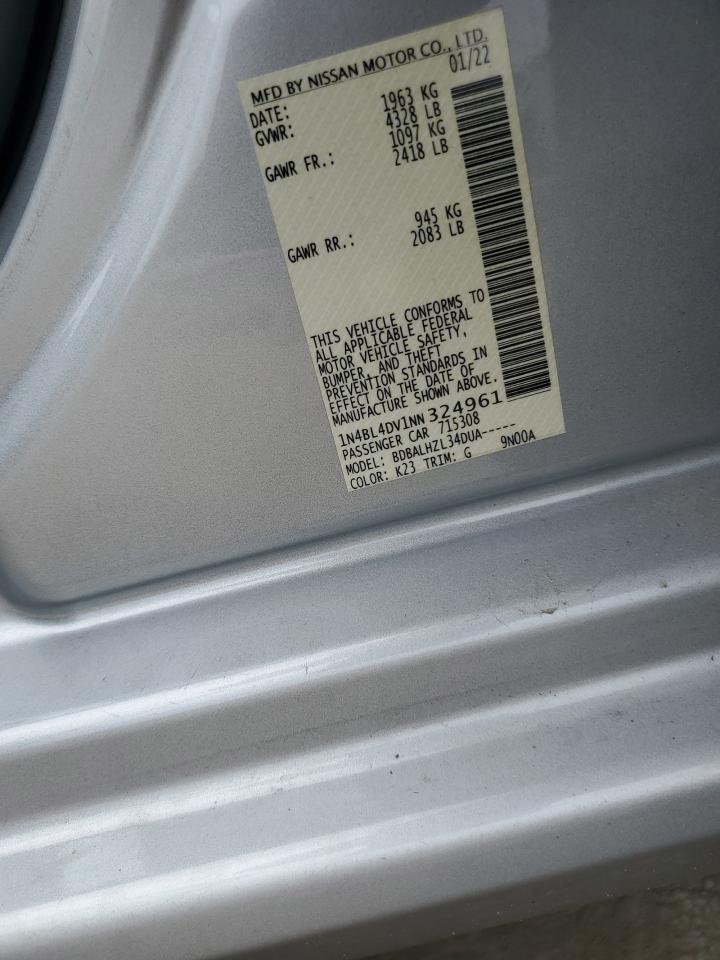 MFD BY NISSAN MOTOR CO., LTD.
DATE: 01/22
GVWR: 1963 KG
4328 LB
GAWR FR.: 1097 KG
2418 LB
GAWR RR.: 945 KG
2083 LB
THIS VEHICLE CONFORMS TO
ALL APPLICABLE FEDERAL
MOTOR VEHICLE SAFETY,
BUMPER, AND THEFT
PREVENTION STANDARDS IN
EFFECT ON THE DATE OF
MANUFACTURE SHOWN ABOVE.
1N4BL4DV1NN324961
PASSENGER CAR 715308
MODEL: BDBALHZL34DUA-----
COLOR: K23 TRIM: G 9N00A